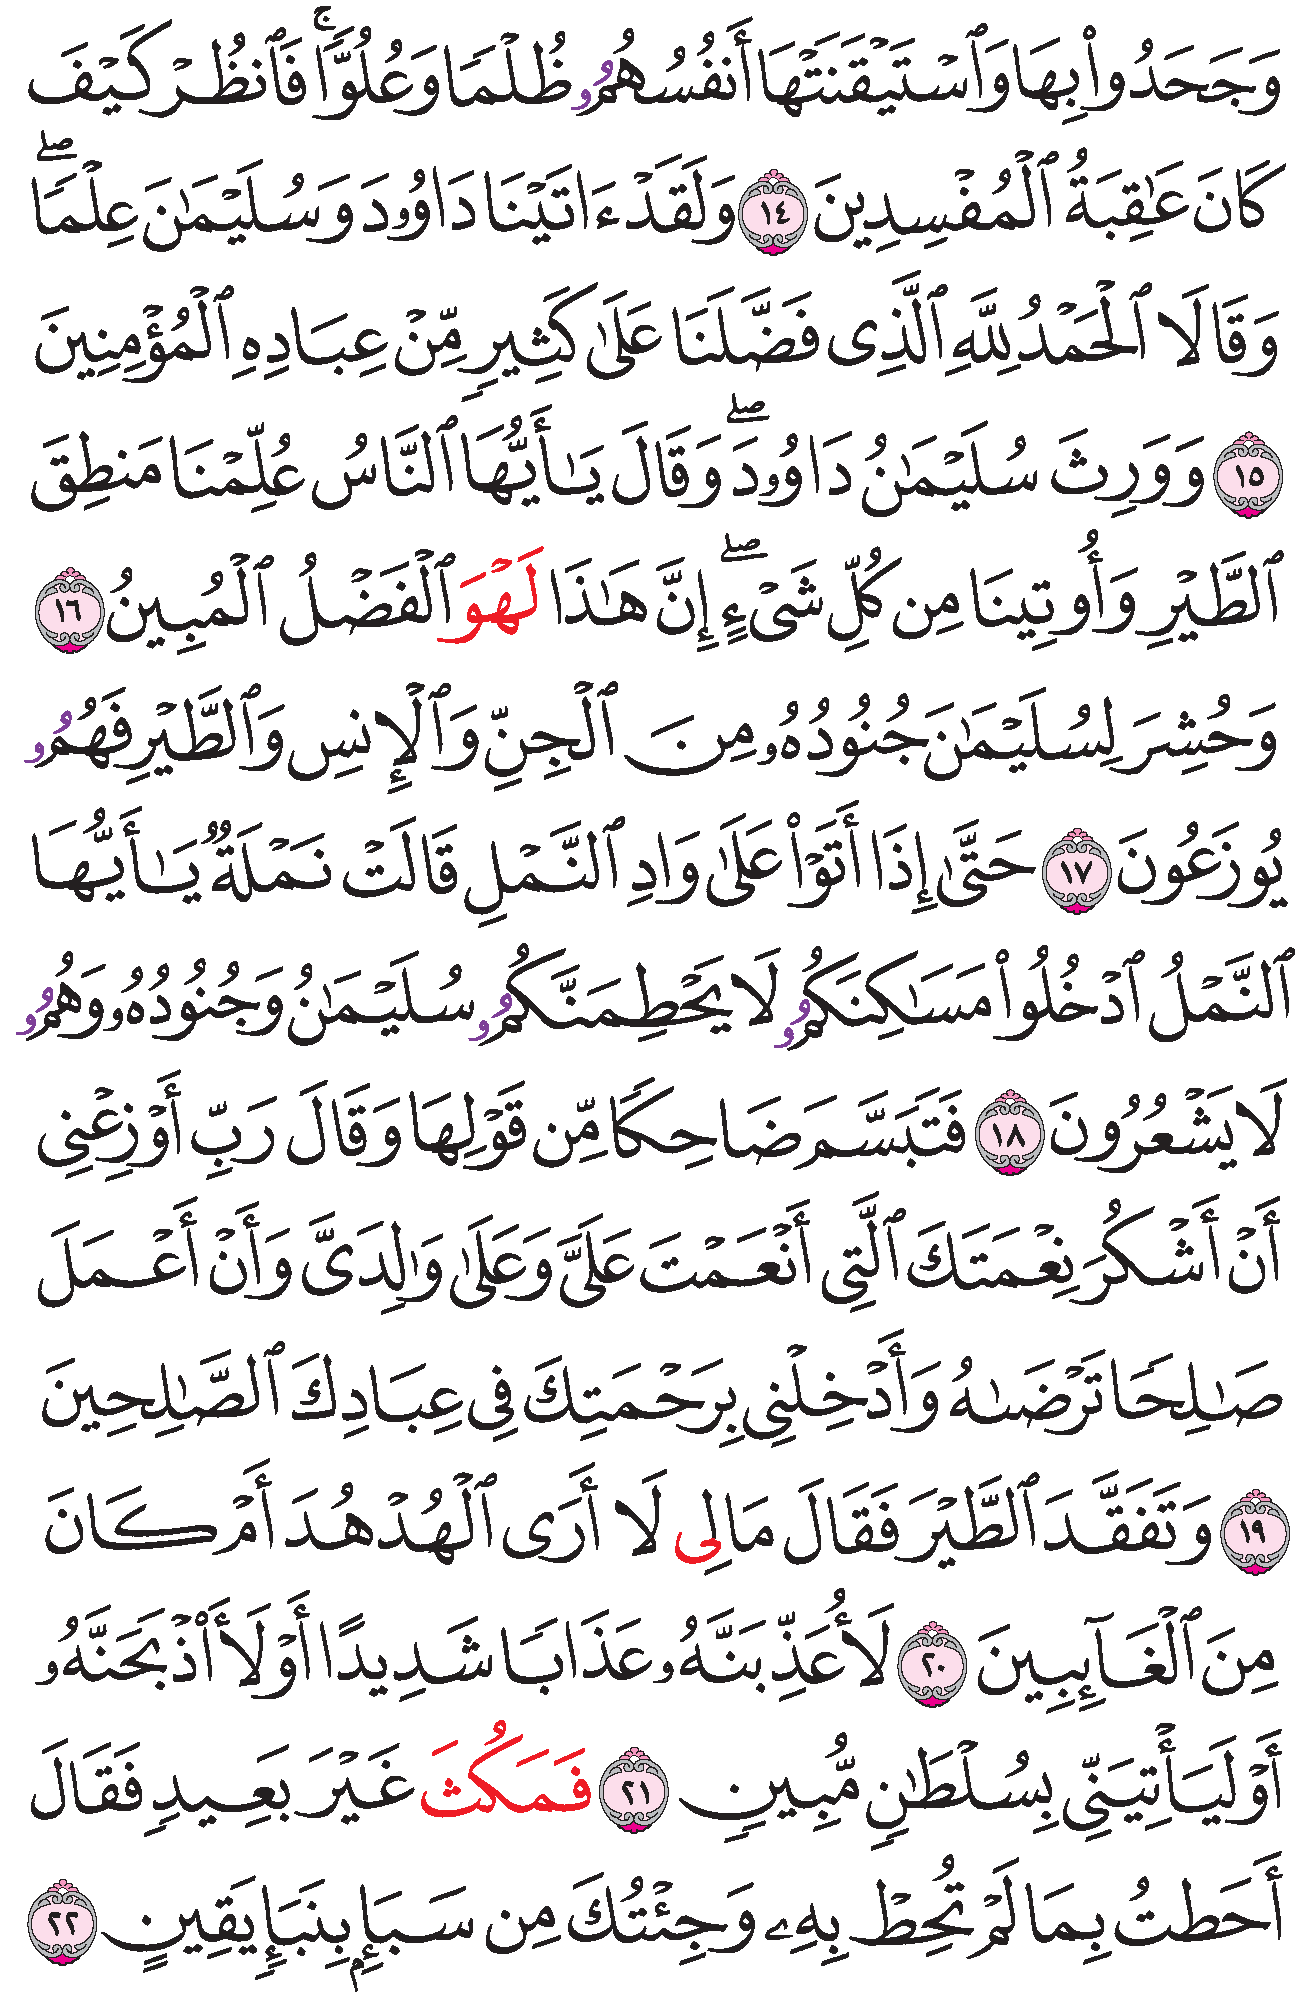 وَجَحَدُوا۟ بِهَا وَٱسْتَيْقَنَتْهَا أَنفُسُهُمُۥ ظُلْمًا وَعُلُوًّا ۚ فَٱنظُرْ كَيْفَ
كَانَ عَٰقِبَةُ ٱلْمُفْسِدِينَ ١٤ وَلَقَدْ ءَاتَيْنَا دَاوُۥدَ وَسُلَيْمَٰنَ عِلْمًا ۖ
وَقَالَا ٱلْحَمْدُ لِلَّهِ ٱلَّذِى فَضَّلَنَا عَلَىٰ كَثِيرٍ مِّنْ عِبَادِهِ ٱلْمُؤْمِنِينَ
١٥ وَوَرِثَ سُلَيْمَٰنُ دَاوُۥدَ ۖ وَقَالَ يَٰأَيُّهَا ٱلنَّاسُ عُلِّمْنَا مَنطِقَ
ٱلطَّيْرِ وَأُوتِينَا مِن كُلِّ شَىْءٍ ۖ إِنَّ هَٰذَا لَهْوَ ٱلْفَضْلُ ٱلْمُبِينُ ١٦
وَحُشِرَ لِسُلَيْمَٰنَ جُنُودُهُۥ مِنَ ٱلْجِنِّ وَٱلْإِنسِ وَٱلطَّيْرِ فَهُمُۥ
يُوزَعُونَ ١٧ حَتَّىٰ إِذَا أَتَوْا۟ عَلَىٰ وَادِ ٱلنَّمْلِ قَالَتْ نَمْلَةٌ يَٰأَيُّهَا
ٱلنَّمْلُ ٱدْخُلُوا۟ مَسَٰكِنَكُمُۥ لَا يَحْطِمَنَّكُمُۥ سُلَيْمَٰنُ وَجُنُودُهُۥ وَهُمُۥ
لَا يَشْعُرُونَ ١٨ فَتَبَسَّمَ ضَاحِكًا مِّن قَوْلِهَا وَقَالَ رَبِّ أَوْزِعْنِى
أَنْ أَشْكُرَ نِعْمَتَكَ ٱلَّتِى أَنْعَمْتَ عَلَىَّ وَعَلَىٰ وَٰلِدَىَّ وَأَنْ أَعْمَلَ
صَٰلِحًا تَرْضَىٰهُ وَأَدْخِلْنِى بِرَحْمَتِكَ فِى عِبَادِكَ ٱلصَّٰلِحِينَ
١٩ وَتَفَقَّدَ ٱلطَّيْرَ فَقَالَ مَا لِى لَا أَرَى ٱلْهُدْهُدَ أَمْ كَانَ
مِنَ ٱلْغَآئِبِينَ ٢٠ لَأُعَذِّبَنَّهُۥ عَذَابًا شَدِيدًا أَوْ لَأَا۟ذْبَحَنَّهُۥ
أَوْ لَيَأْتِيَنِّى بِسُلْطَٰنٍ مُّبِينٍ ٢١ فَمَكُثَ غَيْرَ بَعِيدٍ فَقَالَ
أَحَطتُ بِمَا لَمْ تُحِطْ بِهِۦ وَجِئْتُكَ مِن سَبَإٍۭ بِنَبَإٍ يَقِينٍ ٢٢